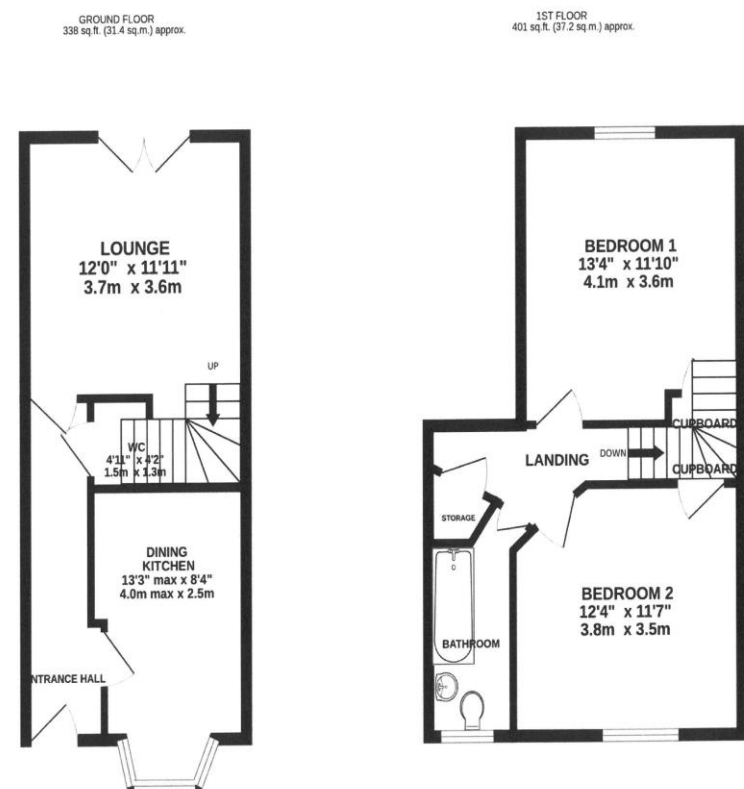 GROUND FLOOR
338 sq.ft. (31.4 sq.m.) approx.
1ST FLOOR
401 sq.ft. (37.2 sq.m.) approx.
LOUNGE
12'0" x 11'11"
3.7m x 3.6m
UP
WC
4'11" x 4'2"
1.5m x 1.3m
DINING
KITCHEN
13'3" max x 8'4"
4.0m max x 2.5m
NTRANCE HALL
BEDROOM 1
13'4" x 11'10"
4.1m x 3.6m
CUPBOARD
DOWN
LANDING
CUPBOARD
STORAGE
BEDROOM 2
12'4" x 11'7"
3.8m x 3.5m
BATHROOM